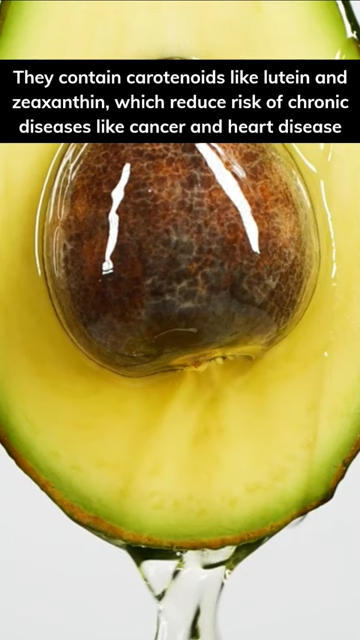 They contain carotenoids like lutein and
zeaxanthin, which reduce risk of chronic
diseases like cancer and heart disease